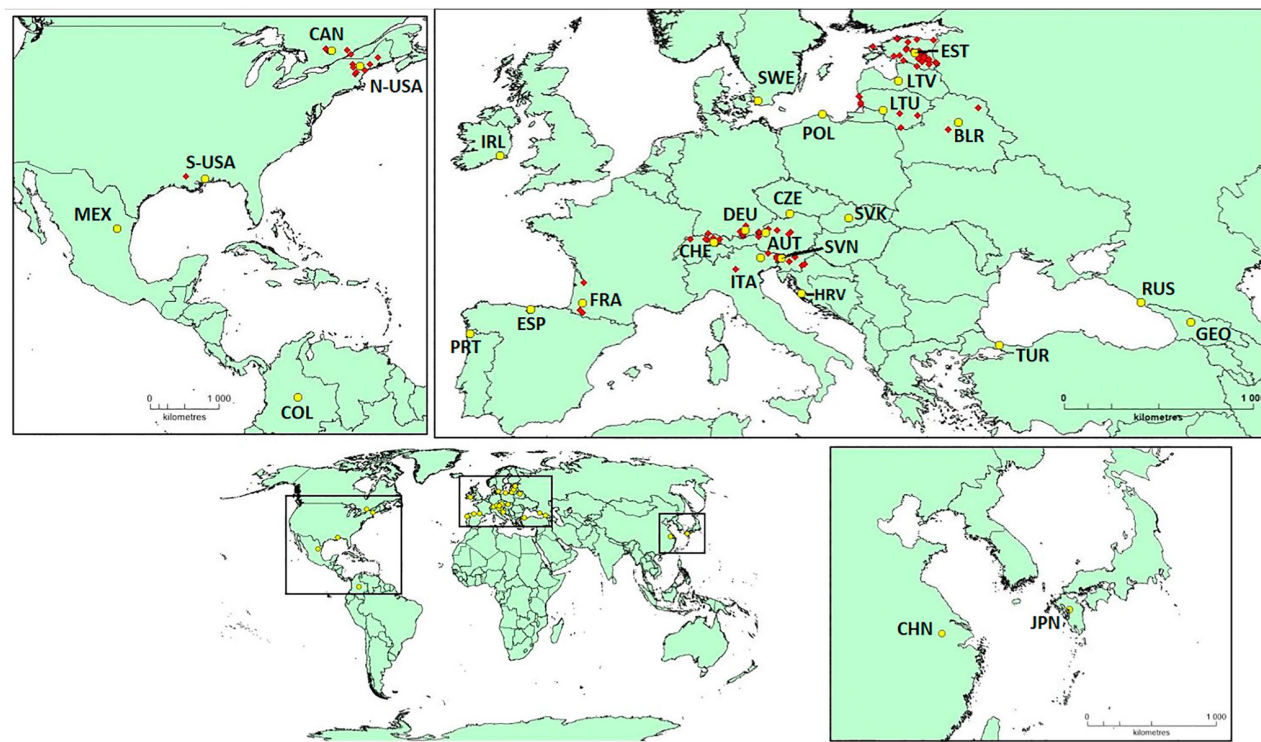 CAN
N-USA
S-USA
MEX
COL
0 1 000
kilometres
EST
SWE
LTV
LTU
POL
BLR
IRL
CZE
DEU
SVK
CHE
AUT
SVN
ITA
HRV
FRA
ESP
PRT
RUS
GEO
TUR
0 1 00
kilometres
CHN
JPN
0 1 000
kilometres